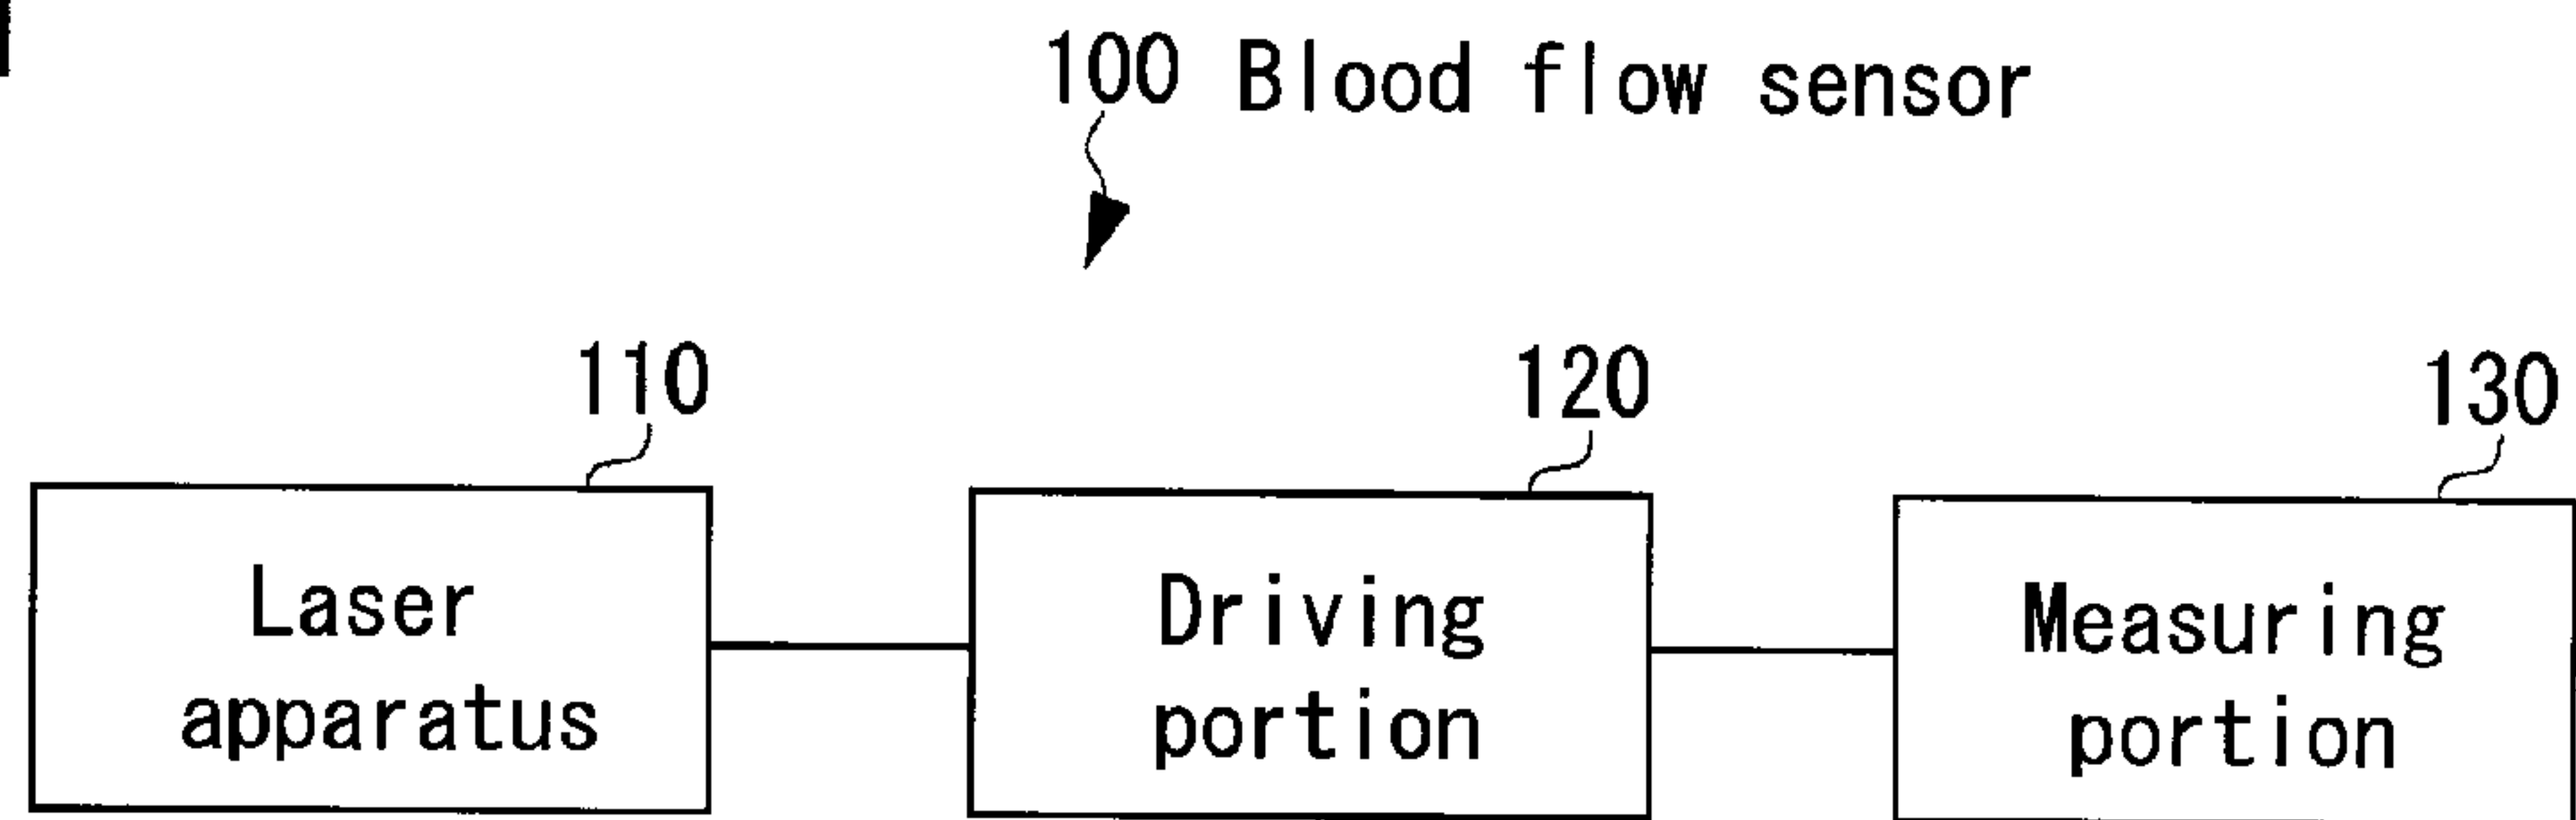 100 Blood flow sensor
110
120
130
Laser
apparatus
Driving
portion
Measuring
portion